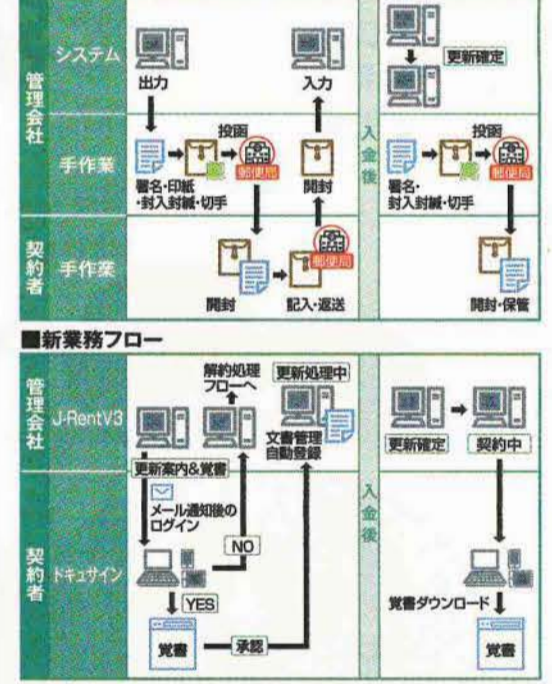 管理会社
システム
出力
入力
更新確定
手作業
投函
郵便局
署名・印紙
・封入封緘・切手
開封
入金後
投函
郵便局
署名・
封入封緘・切手
契約者
手作業
郵便局
開封
記入・返送
郵便局
開封・保管
■新業務フロー
管理会社
J-RentV3
解約処理
フローへ
更新処理中
文書管理
自動登録
更新案内&覚書
メール通知後の
ログイン
NO
入金後
更新確定
契約中
契約者
ドキュサイン
YES
覚書
承認
覚書ダウンロード
覚書